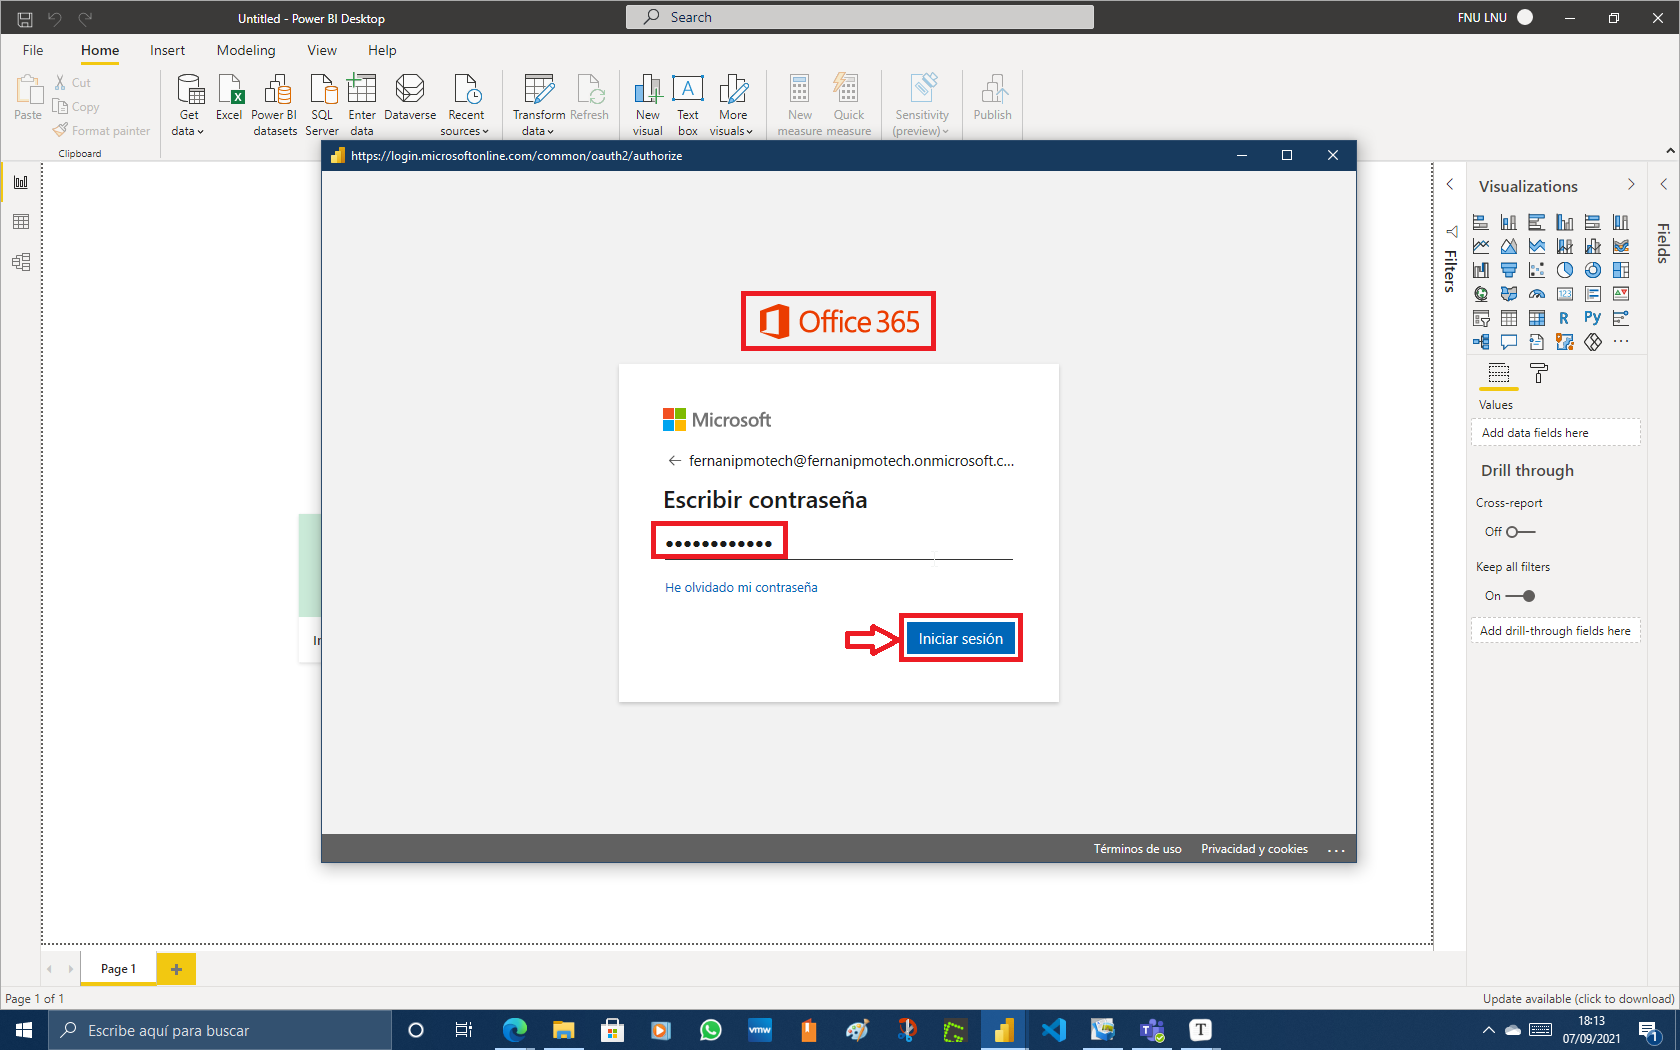 Untitled - Power BI Desktop
Search
FNU LNU
File
Home
Insert
Modeling
View
Help
Paste
Cut
Copy
Format painter
Clipboard
Get data
Excel
Power BI datasets
SQL Server
Enter data
Dataverse
Recent sources
Transform data
Refresh
New visual
Text box
More visuals
New measure
Quick measure
Sensitivity (preview)
Publish
https://login.microsoftonline.com/common/oauth2/authorize
Office 365
Microsoft
fernanipmotech@fernanipmotech.onmicrosoft.c...
Escribir contraseña
●●●●●●●●●●●●
He olvidado mi contraseña
Iniciar sesión
Términos de uso
Privacidad y cookies
...
Filters
Visualizations
Fields
123
R
Py
...
Values
Add data fields here
Drill through
Cross-report
Off
Keep all filters
On
Add drill-through fields here
Page 1
Page 1 of 1
Update available (click to download)
Escribe aquí para buscar
vmw
T
18:13
07/09/2021
1